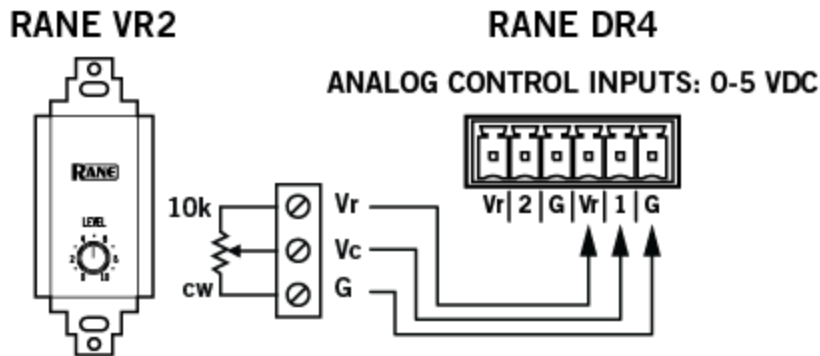 RANE VR2
RANE DR4
ANALOG CONTROL INPUTS: 0-5 VDC
RANE
LEVEL
10k
cw
Vr
Vc
G
Vr| 2 | G |Vr| 1 | G